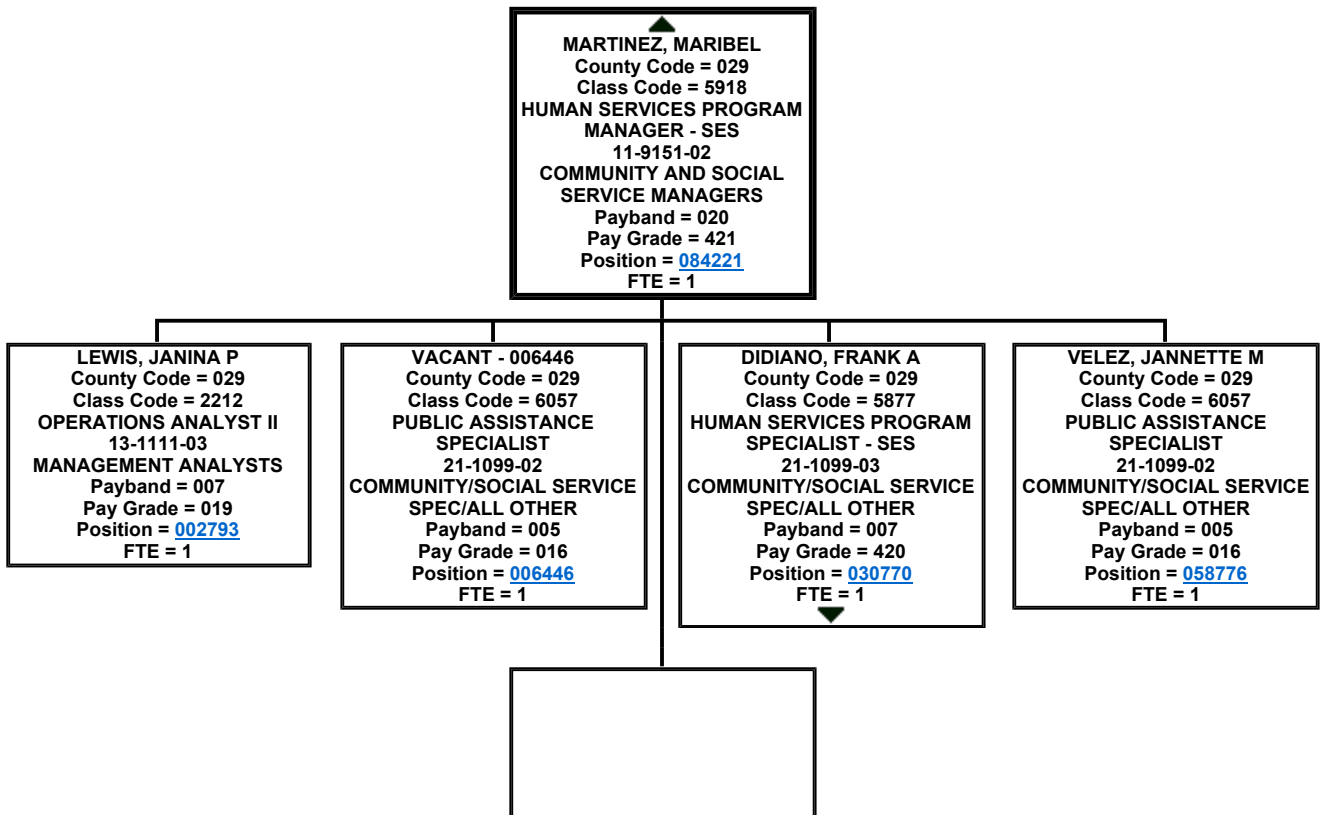 MARTINEZ, MARIBEL
County Code = 029
Class Code = 5918
HUMAN SERVICES PROGRAM
MANAGER - SES
11-9151-02
COMMUNITY AND SOCIAL
SERVICE MANAGERS
Payband = 020
Pay Grade = 421
Position = 084221
FTE = 1
LEWIS, JANINA P
County Code = 029
Class Code = 2212
OPERATIONS ANALYST II
13-1111-03
MANAGEMENT ANALYSTS
Payband = 007
Pay Grade = 019
Position = 002793
FTE = 1
VACANT - 006446
County Code = 029
Class Code = 6057
PUBLIC ASSISTANCE
SPECIALIST
21-1099-02
COMMUNITY/SOCIAL SERVICE
SPEC/ALL OTHER
Payband = 005
Pay Grade = 016
Position = 006446
FTE = 1
DIDIANO, FRANK A
County Code = 029
Class Code = 5877
HUMAN SERVICES PROGRAM
SPECIALIST - SES
21-1099-03
COMMUNITY/SOCIAL SERVICE
SPEC/ALL OTHER
Payband = 007
Pay Grade = 420
Position = 030770
FTE = 1
VELEZ, JANNETTE M
County Code = 029
Class Code = 6057
PUBLIC ASSISTANCE
SPECIALIST
21-1099-02
COMMUNITY/SOCIAL SERVICE
SPEC/ALL OTHER
Payband = 005
Pay Grade = 016
Position = 058776
FTE = 1